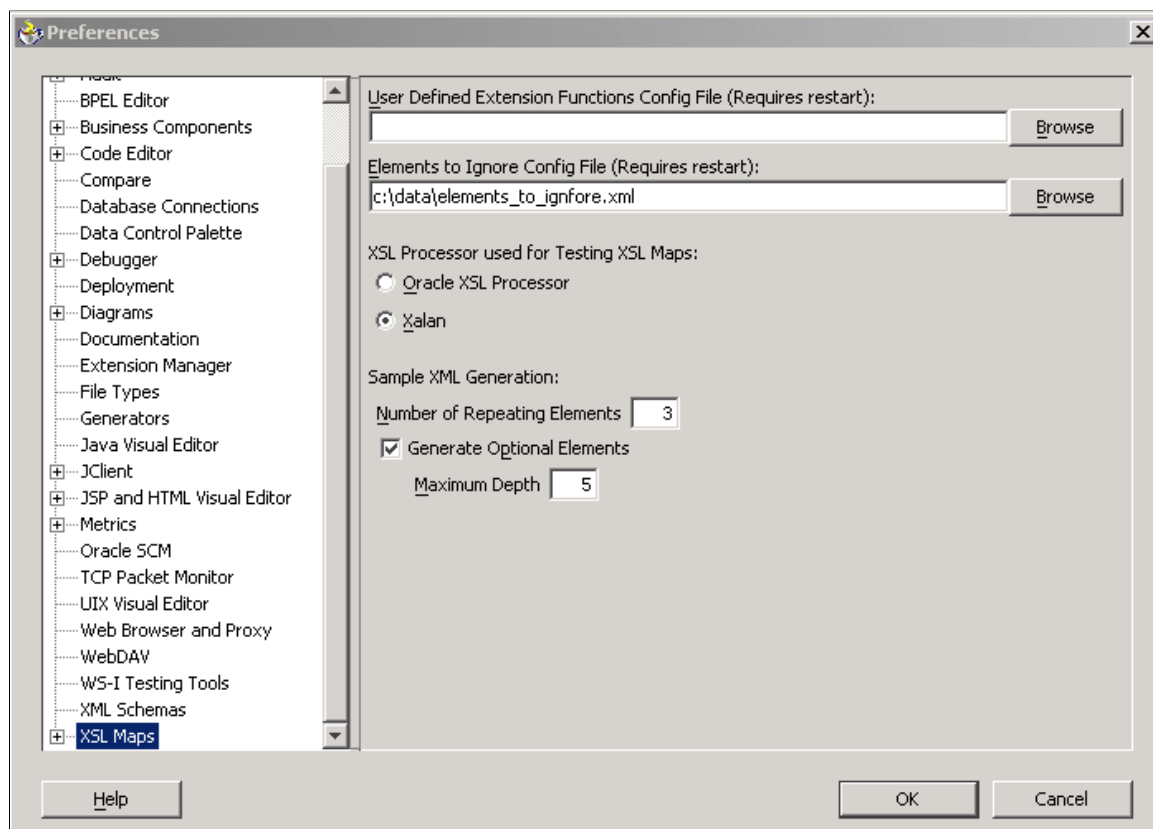 Preferences
BPEL Editor
Business Components
Code Editor
Compare
Database Connections
Data Control Palette
Debugger
Deployment
Diagrams
Documentation
Extension Manager
File Types
Generators
Java Visual Editor
JClient
JSP and HTML Visual Editor
Metrics
Oracle SCM
TCP Packet Monitor
UIX Visual Editor
Web Browser and Proxy
WebDAV
WS-I Testing Tools
XML Schemas
XSL Maps
User Defined Extension Functions Config File (Requires restart):
Browse
Elements to Ignore Config File (Requires restart):
c:\data\elements_to_ignfore.xml
Browse
XSL Processor used for Testing XSL Maps:
Oracle XSL Processor
Xalan
Sample XML Generation:
Number of Repeating Elements 3
Generate Optional Elements
Maximum Depth 5
Help
OK
Cancel